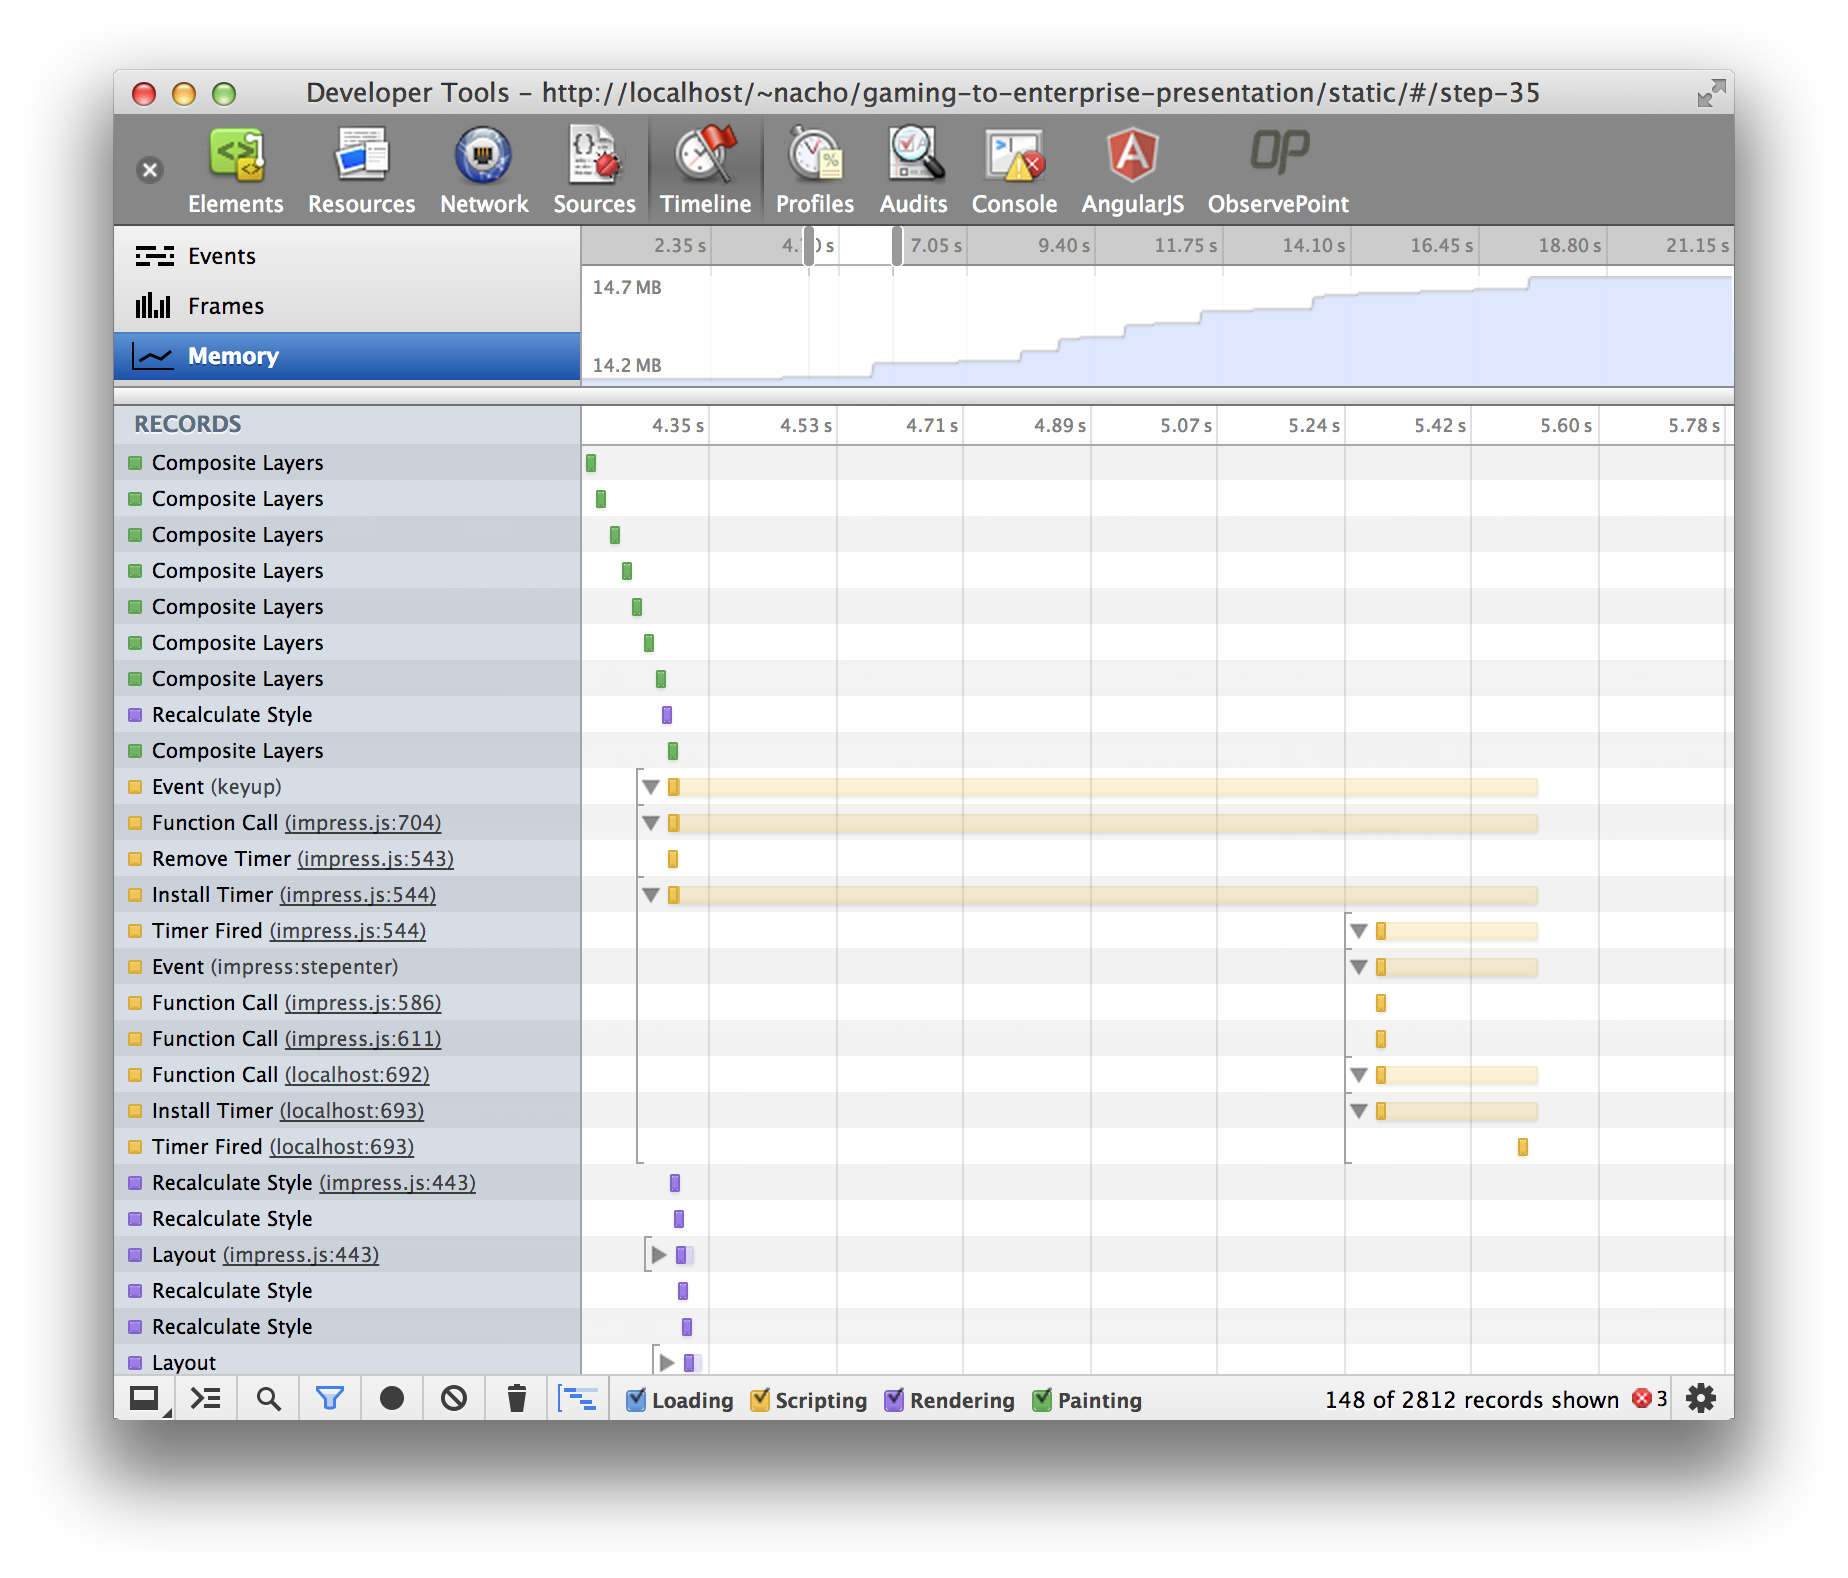 Developer Tools - http://localhost/~nacho/gaming-to-enterprise-presentation/static/#/step-35
Elements Resources Network Sources Timeline Profiles Audits Console AngularJS ObservePoint
OP
Events
Frames
Memory
2.35 s 7.05 s 9.40 s 11.75 s 14.10 s 16.45 s 18.80 s 21.15 s
14.7 MB
14.2 MB
RECORDS 4.35 s 4.53 s 4.71 s 4.89 s 5.07 s 5.24 s 5.42 s 5.60 s 5.78 s
Composite Layers
Composite Layers
Composite Layers
Composite Layers
Composite Layers
Composite Layers
Composite Layers
Recalculate Style
Composite Layers
Event (keyup)
Function Call (impress.js:704)
Remove Timer (impress.js:543)
Install Timer (impress.js:544)
Timer Fired (impress.js:544)
Event (impress:stepenter)
Function Call (impress.js:586)
Function Call (impress.js:611)
Function Call (localhost:692)
Install Timer (localhost:693)
Timer Fired (localhost:693)
Recalculate Style (impress.js:443)
Recalculate Style
Layout (impress.js:443)
Recalculate Style
Recalculate Style
Layout
Loading Scripting Rendering Painting 148 of 2812 records shown 3